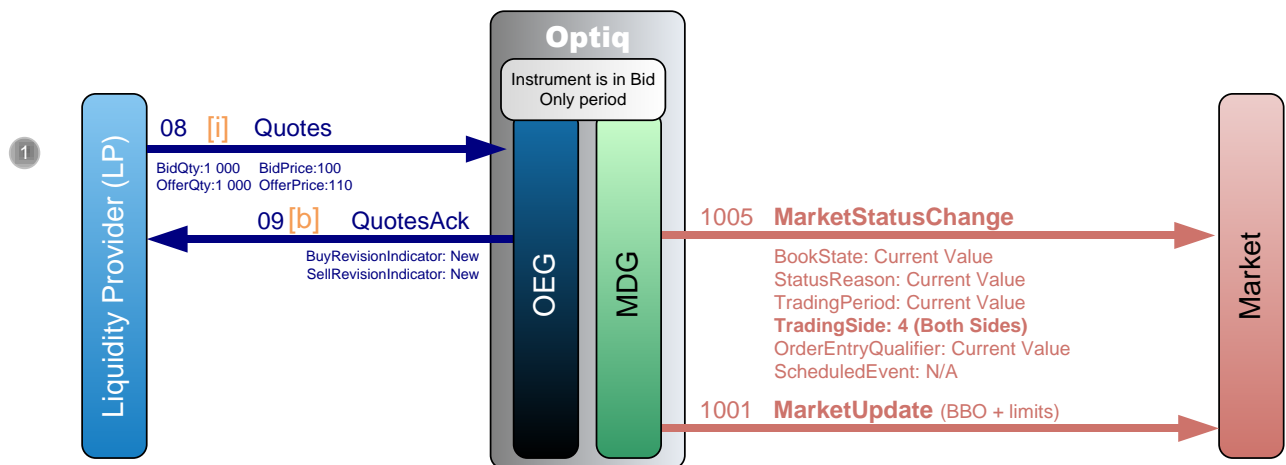 Optiq
Instrument is in Bid
Only period
1
Liquidity Provider (LP)
08 [i] Quotes
BidQty:1 000 BidPrice:100
OfferQty:1 000 OfferPrice:110
09 [b] QuotesAck
BuyRevisionIndicator: New
SellRevisionIndicator: New
OEG
MDG
1005 MarketStatusChange
BookState: Current Value
StatusReason: Current Value
TradingPeriod: Current Value
TradingSide: 4 (Both Sides)
OrderEntryQualifier: Current Value
ScheduledEvent: N/A
1001 MarketUpdate (BBO + limits)
Market